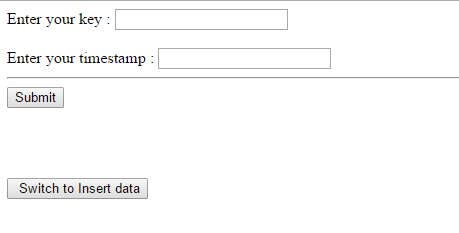 Enter your key :
Enter your timestamp :
Submit
Switch to Insert data